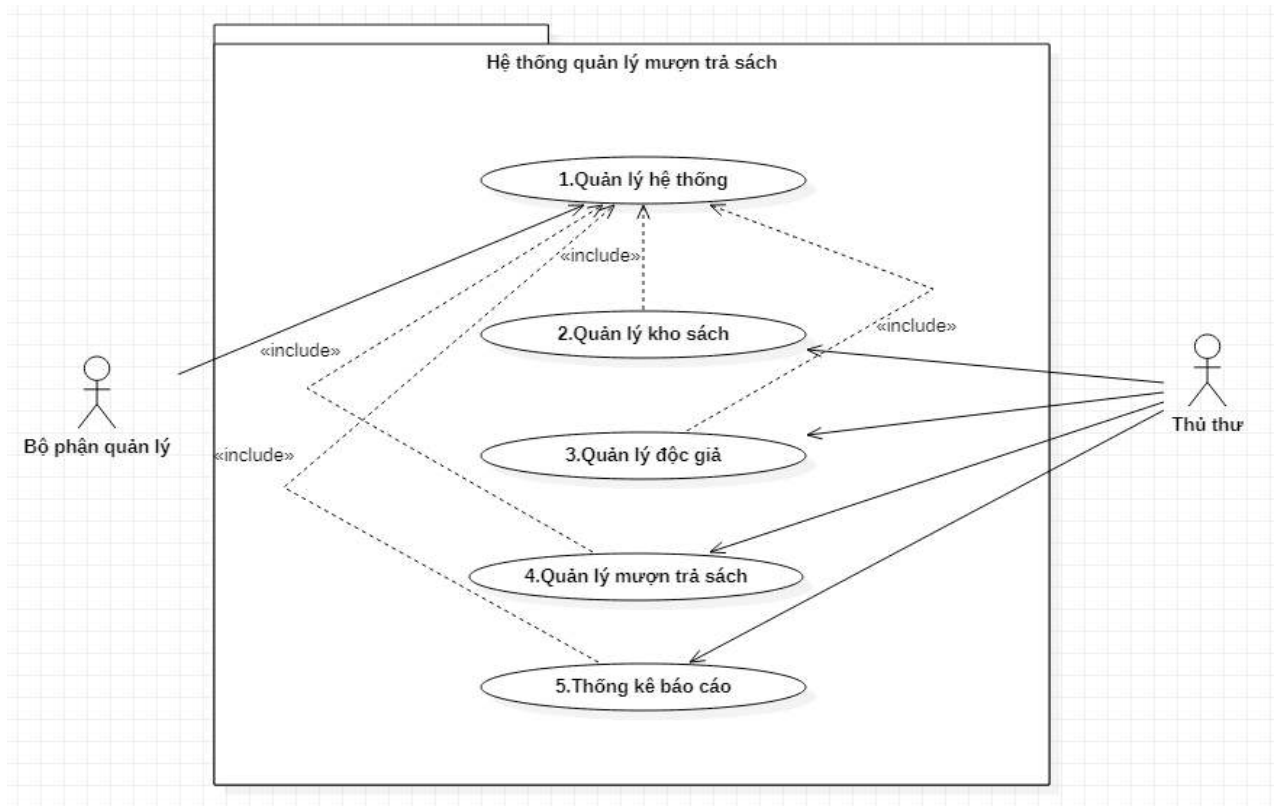 Hệ thống quản lý mượn trả sách
1.Quản lý hệ thống
«include»
2.Quản lý kho sách
«include»
«include»
Bộ phận quản lý
Thủ thư
3.Quản lý độc giả
«include»
4.Quản lý mượn trả sách
5.Thống kê báo cáo